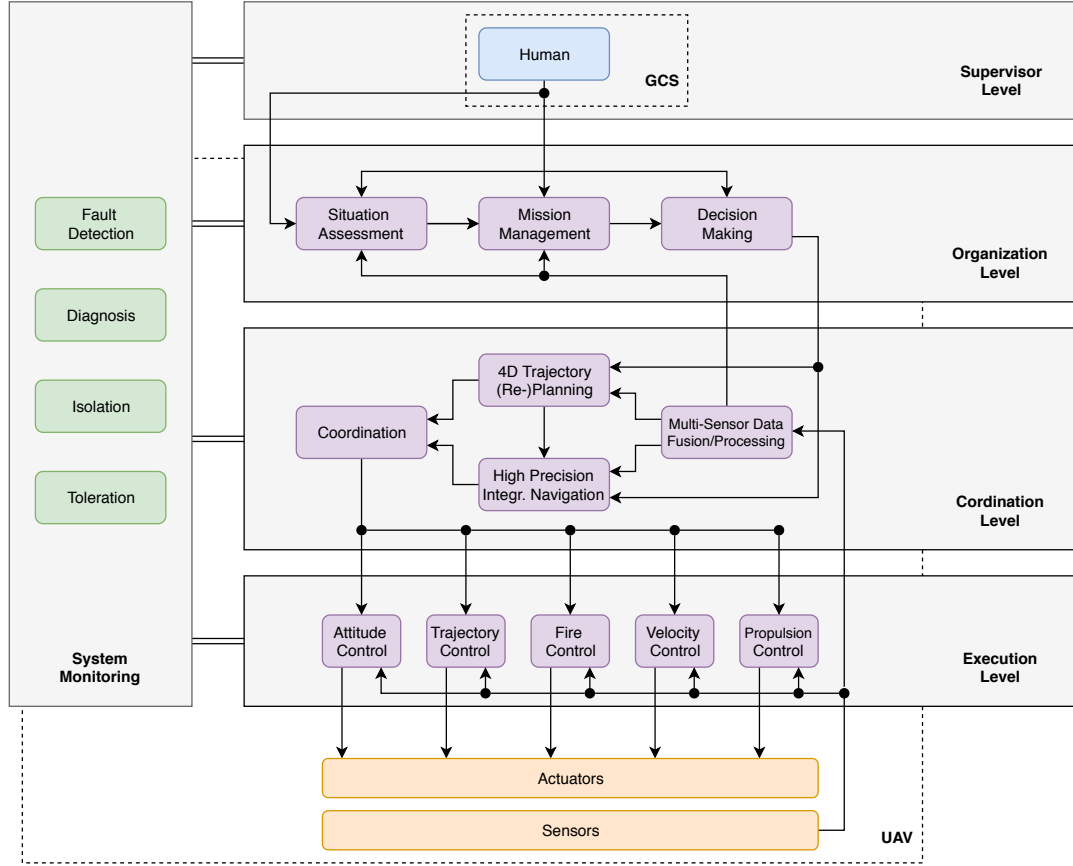 Human
GCS
Supervisor
Level
Fault
Detection
Diagnosis
Isolation
Toleration
System
Monitoring
Situation
Assessment
Mission
Management
Decision
Making
Organization
Level
4D Trajectory
(Re-)Planning
Coordination
Multi-Sensor Data
Fusion/Processing
High Precision
Integr. Navigation
Cordination
Level
Attitude
Control
Trajectory
Control
Fire
Control
Velocity
Control
Propulsion
Control
Execution
Level
Actuators
Sensors
UAV